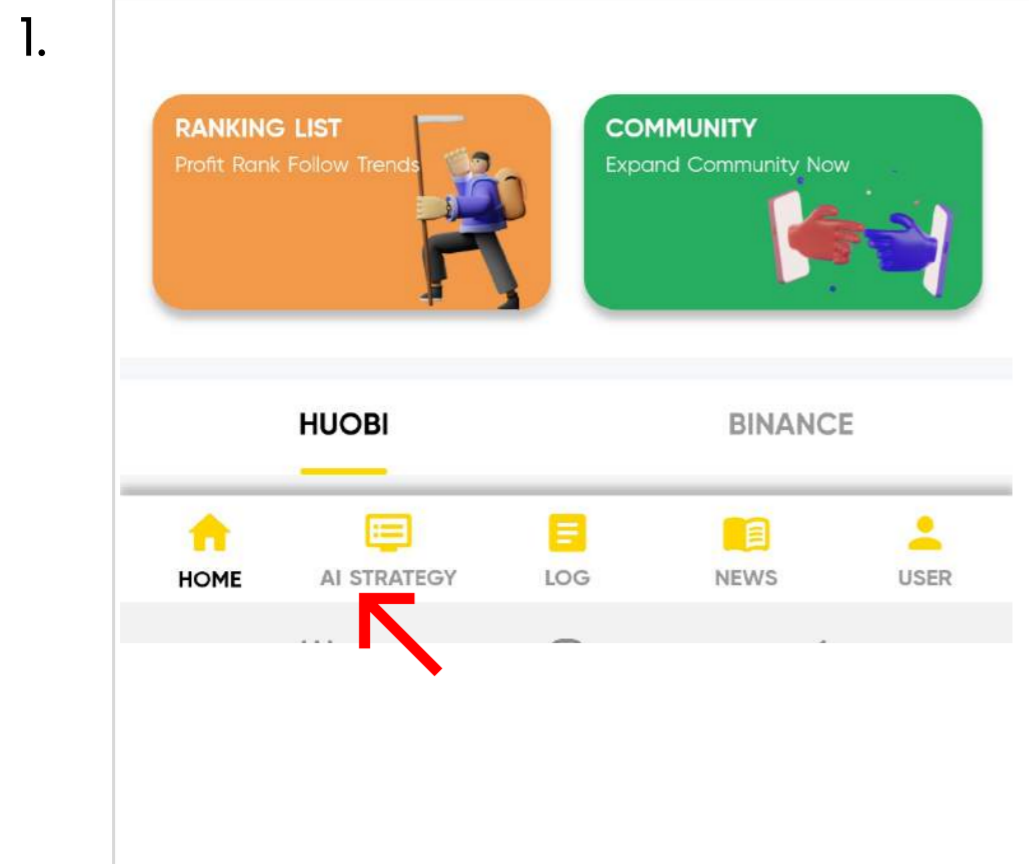 1.
RANKING LIST
Profit Rank Follow Trends
COMMUNITY
Expand Community Now
HUOBI
BINANCE
HOME
AI STRATEGY
LOG
NEWS
USER